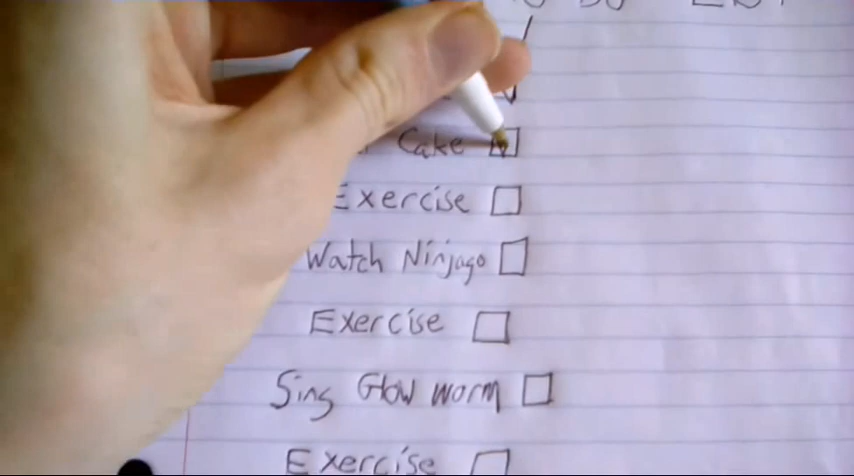 Cake
Exercise
Watch Ninjago
Exercise
Sing Glow worm
Exercise